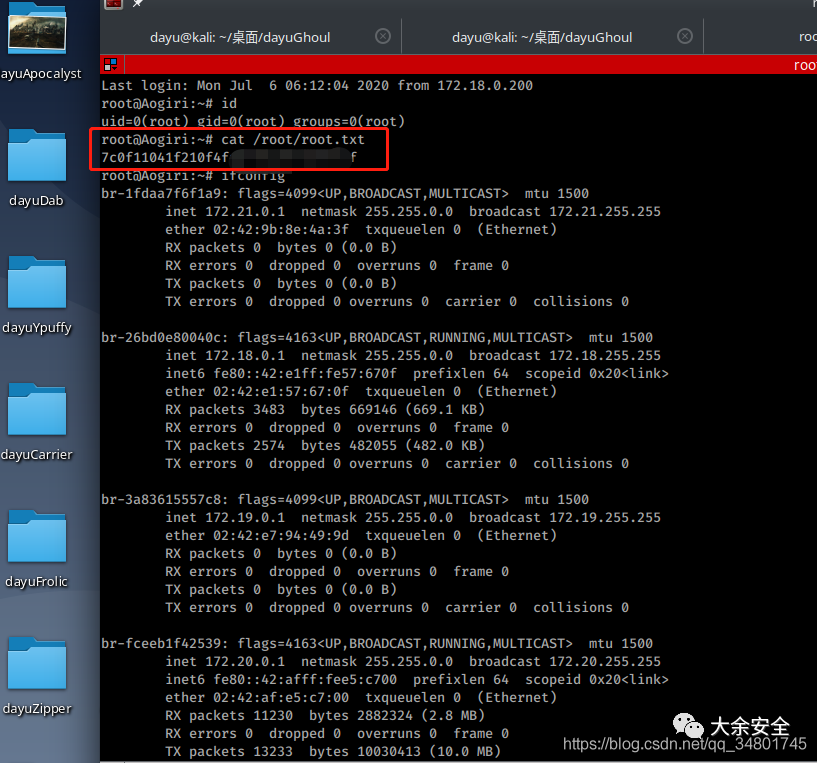 dayu@kali: ~/桌面/dayuGhoul
dayu@kali: ~/桌面/dayuGhoul
roo
root
ayuApocalyst
dayuDab
dayuYpuffy
dayuCarrier
dayuFrolic
dayuZipper
Last login: Mon Jul  6 06:12:04 2020 from 172.18.0.200
root@Aogiri:~# id
uid=0(root) gid=0(root) groups=0(root)
root@Aogiri:~# cat /root/root.txt
7c0f11041f210f4f f
root@Aogiri:~# ifconfig
br-1fdaa7f6f1a9: flags=4099<UP,BROADCAST,MULTICAST>  mtu 1500
        inet 172.21.0.1  netmask 255.255.0.0  broadcast 172.21.255.255
        ether 02:42:9b:8e:4a:3f  txqueuelen 0  (Ethernet)
        RX packets 0  bytes 0 (0.0 B)
        RX errors 0  dropped 0  overruns 0  frame 0
        TX packets 0  bytes 0 (0.0 B)
        TX errors 0  dropped 0 overruns 0  carrier 0  collisions 0
br-26bd0e80040c: flags=4163<UP,BROADCAST,RUNNING,MULTICAST>  mtu 1500
        inet 172.18.0.1  netmask 255.255.0.0  broadcast 172.18.255.255
        inet6 fe80::42:e1ff:fe57:670f  prefixlen 64  scopeid 0x20<link>
        ether 02:42:e1:57:67:0f  txqueuelen 0  (Ethernet)
        RX packets 3483  bytes 669146 (669.1 KB)
        RX errors 0  dropped 0  overruns 0  frame 0
        TX packets 2574  bytes 482055 (482.0 KB)
        TX errors 0  dropped 0 overruns 0  carrier 0  collisions 0
br-3a83615557c8: flags=4099<UP,BROADCAST,MULTICAST>  mtu 1500
        inet 172.19.0.1  netmask 255.255.0.0  broadcast 172.19.255.255
        ether 02:42:e7:94:49:9d  txqueuelen 0  (Ethernet)
        RX packets 0  bytes 0 (0.0 B)
        RX errors 0  dropped 0  overruns 0  frame 0
        TX packets 0  bytes 0 (0.0 B)
        TX errors 0  dropped 0 overruns 0  carrier 0  collisions 0
br-fceeb1f42539: flags=4163<UP,BROADCAST,RUNNING,MULTICAST>  mtu 1500
        inet 172.20.0.1  netmask 255.255.0.0  broadcast 172.20.255.255
        inet6 fe80::42:afff:fee5:c700  prefixlen 64  scopeid 0x20<link>
        ether 02:42:af:e5:c7:00  txqueuelen 0  (Ethernet)
        RX packets 11230  bytes 2882324 (2.8 MB)
        RX errors 0  dropped 0  overruns 0  frame 0
        TX packets 13233  bytes 10030413 (10.0 MB)
大余安全
https://blog.csdn.net/qq_34801745